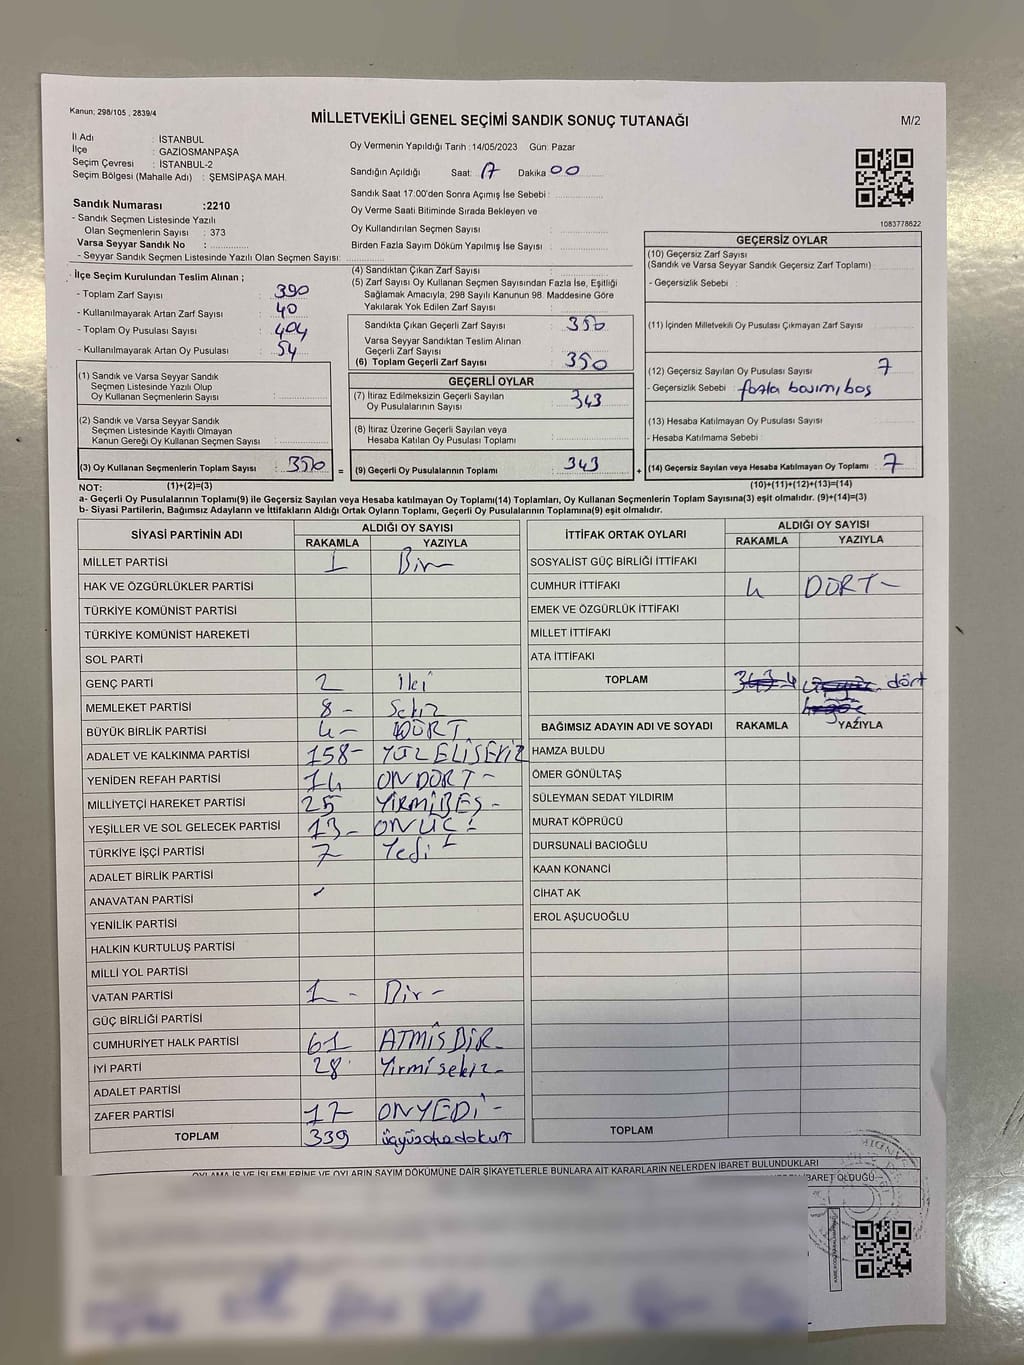 Kanun; 298/105 , 2839/4
MİLLETVEKİLİ GENEL SEÇİMİ SANDIK SONUÇ TUTANAĞI
M/2
İl Adı : İSTANBUL
İlçe : GAZİOSMANPAŞA
Seçim Çevresi : İSTANBUL-2
Seçim Bölgesi (Mahalle Adı) : ŞEMSİPAŞA MAH.
Oy Vermenin Yapıldığı Tarih :14/05/2023 Gün: Pazar
Sandığın Açıldığı Saat: 17 Dakika 00
Sandık Saat 17:00'den Sonra Açımış İse Sebebi :
Oy Verme Saati Bitiminde Sırada Bekleyen ve
Oy Kullandırılan Seçmen Sayısı :
Birden Fazla Sayım Döküm Yapılmış İse Sayısı :
1083778622
Sandık Numarası :2210
- Sandık Seçmen Listesinde Yazılı
Olan Seçmenlerin Sayısı : 373
Varsa Seyyar Sandık No :
- Seyyar Sandık Seçmen Listesinde Yazılı Olan Seçmen Sayısı:
İlçe Seçim Kurulundan Teslim Alınan ;
- Toplam Zarf Sayısı : 390
- Kullanılmayarak Artan Zarf Sayısı : 40
- Toplam Oy Pusulası Sayısı : 404
- Kullanılmayarak Artan Oy Pusulası : 54
(1) Sandık ve Varsa Seyyar Sandık
Seçmen Listesinde Yazılı Olup
Oy Kullanan Seçmenlerin Sayısı :
(2) Sandık ve Varsa Seyyar Sandık
Seçmen Listesinde Kayıtlı Olmayan
Kanun Gereği Oy Kullanan Seçmen Sayısı :
(3) Oy Kullanan Seçmenlerin Toplam Sayısı : 350
(4) Sandıktan Çıkan Zarf Sayısı :
(5) Zarf Sayısı Oy Kullanan Seçmen Sayısından Fazla İse, Eşitliği
Sağlamak Amacıyla, 298 Sayılı Kanunun 98. Maddesine Göre
Yakılarak Yok Edilen Zarf Sayısı :
Sandıkta Çıkan Geçerli Zarf Sayısı : 350
Varsa Seyyar Sandıktan Teslim Alınan
Geçerli Zarf Sayısı :
(6) Toplam Geçerli Zarf Sayısı : 350
GEÇERLİ OYLAR
(7) İtiraz Edilmeksizin Geçerli Sayılan
Oy Pusulalarının Sayısı : 343
(8) İtiraz Üzerine Geçerli Sayılan veya
Hesaba Katılan Oy Pusulası Toplamı :
= (9) Geçerli Oy Pusulalarının Toplamı : 343 +
GEÇERSİZ OYLAR
(10) Geçersiz Zarf Sayısı
(Sandık ve Varsa Seyyar Sandık Geçersiz Zarf Toplamı) :
- Geçersizlik Sebebi :
(11) İçinden Milletvekili Oy Pusulası Çıkmayan Zarf Sayısı :
(12) Geçersiz Sayılan Oy Pusulası Sayısı : 7
- Geçersizlik Sebebi : fazla basımı, boş
(13) Hesaba Katılmayan Oy Pusulası Sayısı :
- Hesaba Katılmama Sebebi :
(14) Geçersiz Sayılan veya Hesaba Katılmayan Oy Toplamı : 7
NOT: (1)+(2)=(3)
(10)+(11)+(12)+(13)=(14)
a- Geçerli Oy Pusulalarının Toplamı(9) ile Geçersiz Sayılan veya Hesaba katılmayan Oy Toplamı(14) Toplamları, Oy Kullanan Seçmenlerin Toplam Sayısına(3) eşit olmalıdır. (9)+(14)=(3)
b- Siyasi Partilerin, Bağımsız Adayların ve İttifakların Aldığı Ortak Oyların Toplamı, Geçerli Oy Pusulalarının Toplamına(9) eşit olmalıdır.
SİYASİ PARTİNİN ADI ALDIĞI OY SAYISI
RAKAMLA YAZIYLA
MİLLET PARTİSİ 1 Bir
HAK VE ÖZGÜRLÜKLER PARTİSİ
TÜRKİYE KOMÜNİST PARTİSİ
TÜRKİYE KOMÜNİST HAREKETİ
SOL PARTİ
GENÇ PARTİ 2 iki
MEMLEKET PARTİSİ 8 - Sekiz
BÜYÜK BİRLİK PARTİSİ 4 - DÖRT
ADALET VE KALKINMA PARTİSİ 158 - YÜZELİSEKİZ
YENİDEN REFAH PARTİSİ 14 ONDÖRT -
MİLLİYETÇİ HAREKET PARTİSİ 25 YİRMİBEŞ -
YEŞİLLER VE SOL GELECEK PARTİSİ 13 - ONÜÇ -
TÜRKİYE İŞÇİ PARTİSİ 7 Yedi
ADALET BİRLİK PARTİSİ
ANAVATAN PARTİSİ
YENİLİK PARTİSİ
HALKIN KURTULUŞ PARTİSİ
MİLLİ YOL PARTİSİ
VATAN PARTİSİ 1 - Bir -
GÜÇ BİRLİĞİ PARTİSİ
CUMHURİYET HALK PARTİSİ 61 ATMIŞBİR -
İYİ PARTİ 28 Yirmisekiz -
ADALET PARTİSİ
ZAFER PARTİSİ 17 ONYEDİ -
TOPLAM 339 üçyüzotuzdokuz
İTTİFAK ORTAK OYLARI ALDIĞI OY SAYISI
RAKAMLA YAZIYLA
SOSYALİST GÜÇ BİRLİĞİ İTTİFAKI
CUMHUR İTTİFAKI 4 DÖRT -
EMEK VE ÖZGÜRLÜK İTTİFAKI
MİLLET İTTİFAKI
ATA İTTİFAKI
TOPLAM 343 4 dört
BAĞIMSIZ ADAYIN ADI VE SOYADI RAKAMLA YAZIYLA
HAMZA BULDU
ÖMER GÖNÜLTAŞ
SÜLEYMAN SEDAT YILDIRIM
MURAT KÖPRÜCÜ
DURSUNALİ BACIOĞLU
KAAN KONANCİ
CİHAT AK
EROL AŞUCUOĞLU
TOPLAM
OYLAMA İŞ VE İŞLEMLERİNE VE OYLARIN SAYIM DÖKÜMÜNE DAİR ŞİKAYETLERLE BUNLARA AİT KARARLARIN NELERDEN İBARET BULUNDUKLARI
BARET OLDUĞU